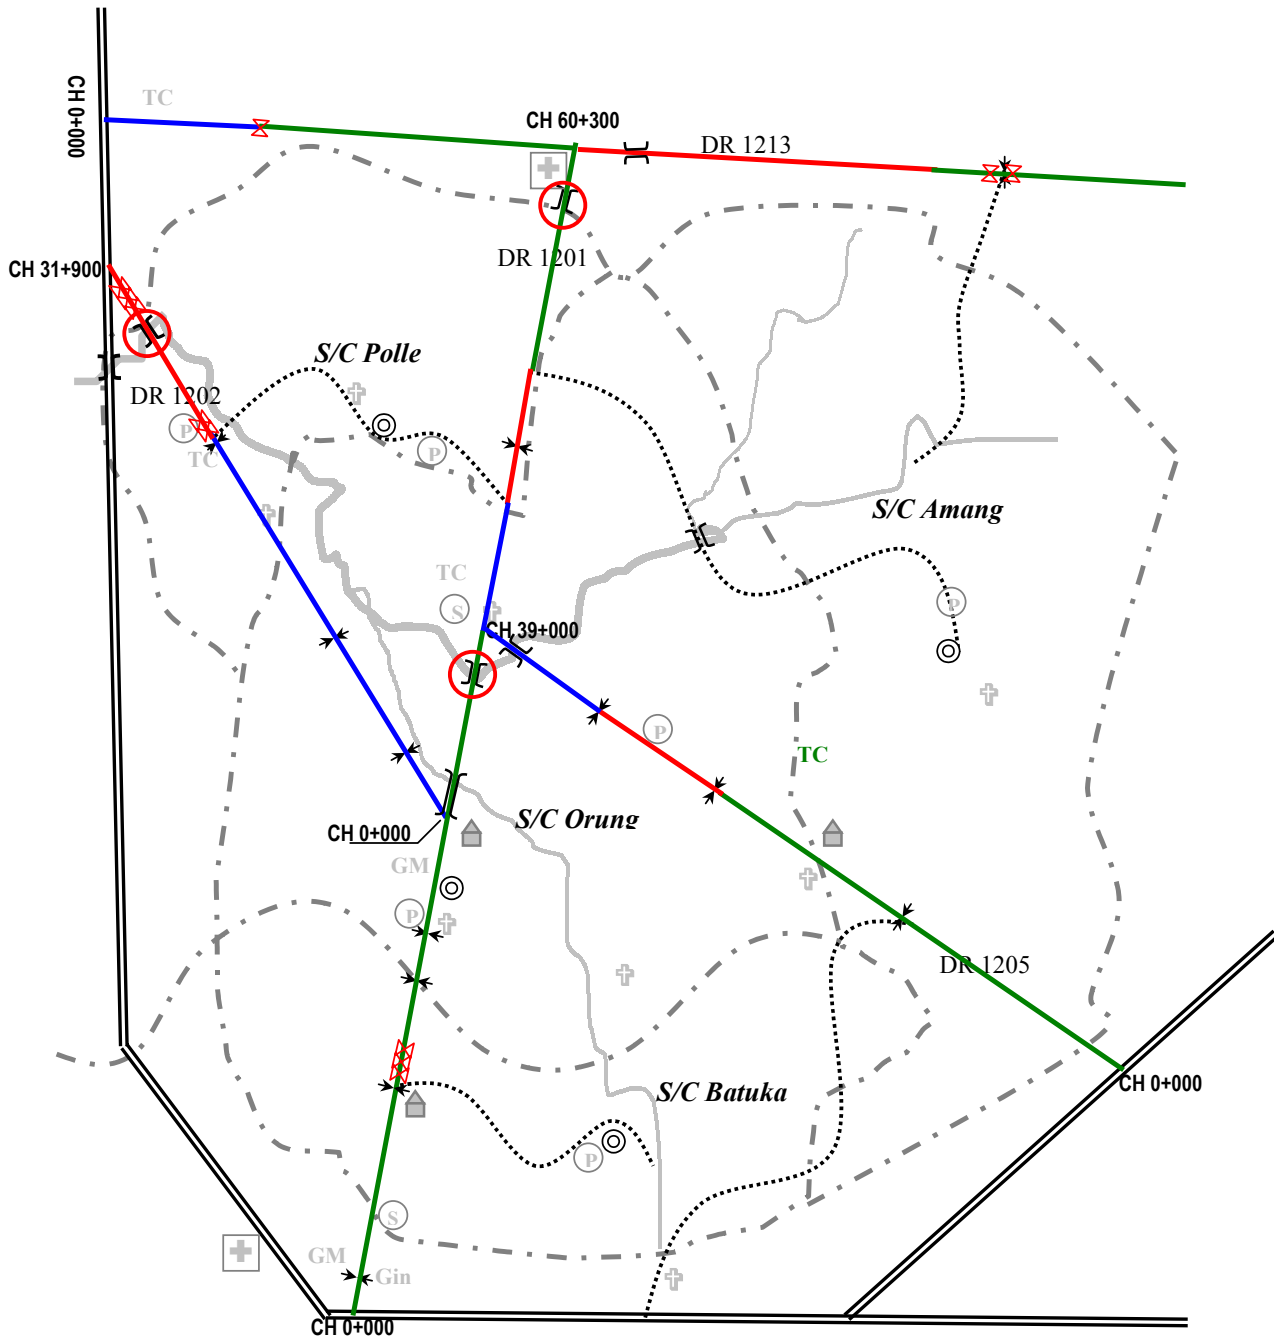 CH 0+000
TC
CH 60+300
DR 1213
DR 1201
CH 31+900
S/C Polle
DR 1202
P
TC
P
S/C Amang
TC
S
P
CH 39+000
P
TC
S/C Orung
CH 0+000
GM
P
DR 1205
CH 0+000
S/C Batuka
P
S
GM
Gin
CH 0+000